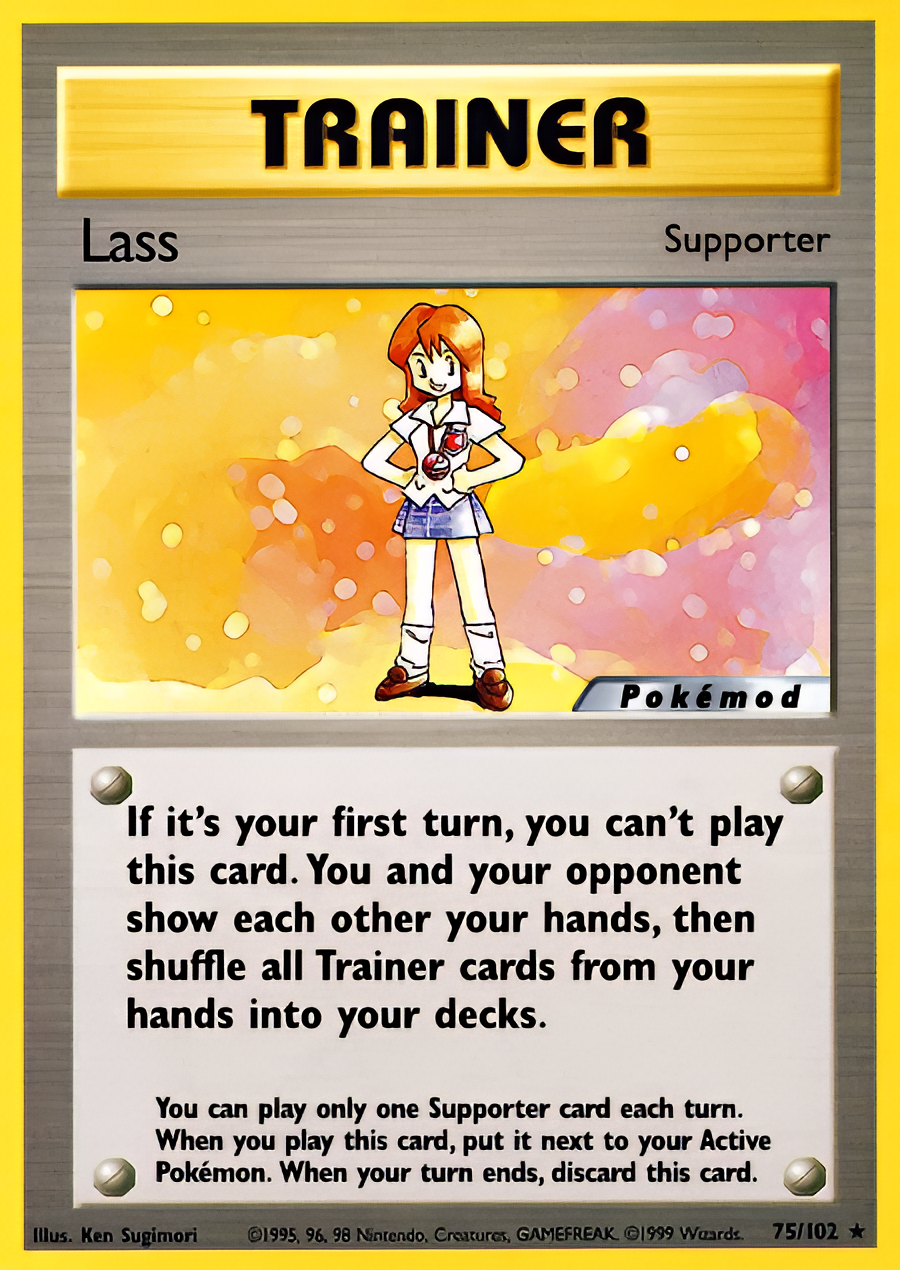 TRAINER
Lass
Supporter
Pokémod
If it's your first turn, you can't play
this card. You and your opponent
show each other your hands, then
shuffle all Trainer cards from your
hands into your decks.
You can play only one Supporter card each turn.
When you play this card, put it next to your Active
Pokémon. When your turn ends, discard this card.
Illus. Ken Sugimori
©1995, 96, 98 Nintendo, Creatures, GAMEFREAK. ©1999 Wizards.
75/102 ★